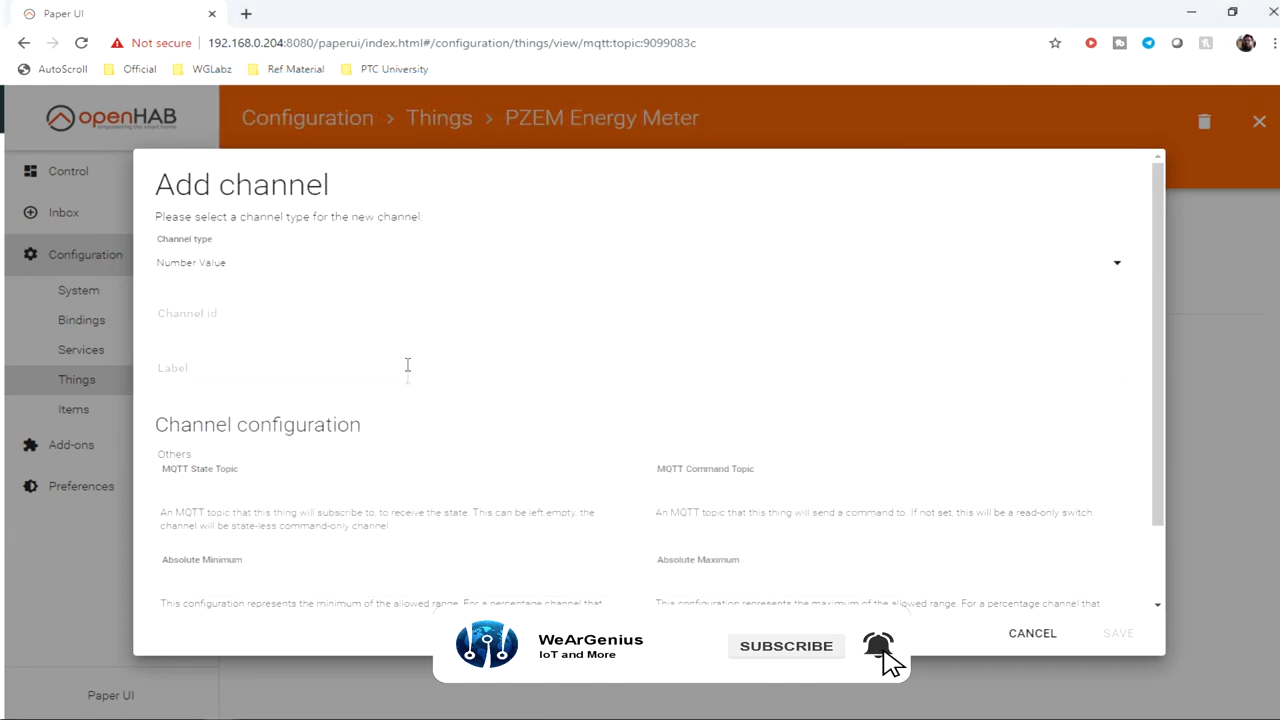 Paper UI
Not secure
192.168.0.204:8080/paperui/index.html#/configuration/things/view/mqtt:topic:9099083c
AutoScroll
Official
WGLabz
Ref Material
PTC University
openHAB
empowering the smart home
Configuration > Things > PZEM Energy Meter
Control
Inbox
Configuration
System
Bindings
Services
Things
Items
Add-ons
Preferences
Paper UI
Add channel
Please select a channel type for the new channel:
Channel type
Number Value
Channel id
Label
Channel configuration
Others
MQTT State Topic
An MQTT topic that this thing will subscribe to, to receive the state. This can be left empty, the
channel will be state-less command-only channel.
MQTT Command Topic
An MQTT topic that this thing will send a command to. If not set, this will be a read-only switch.
Absolute Minimum
This configuration represents the minimum of the allowed range. For a percentage channel that
Absolute Maximum
This configuration represents the maximum of the allowed range. For a percentage channel that
CANCEL
SAVE
WeArGenius
IoT and More
SUBSCRIBE